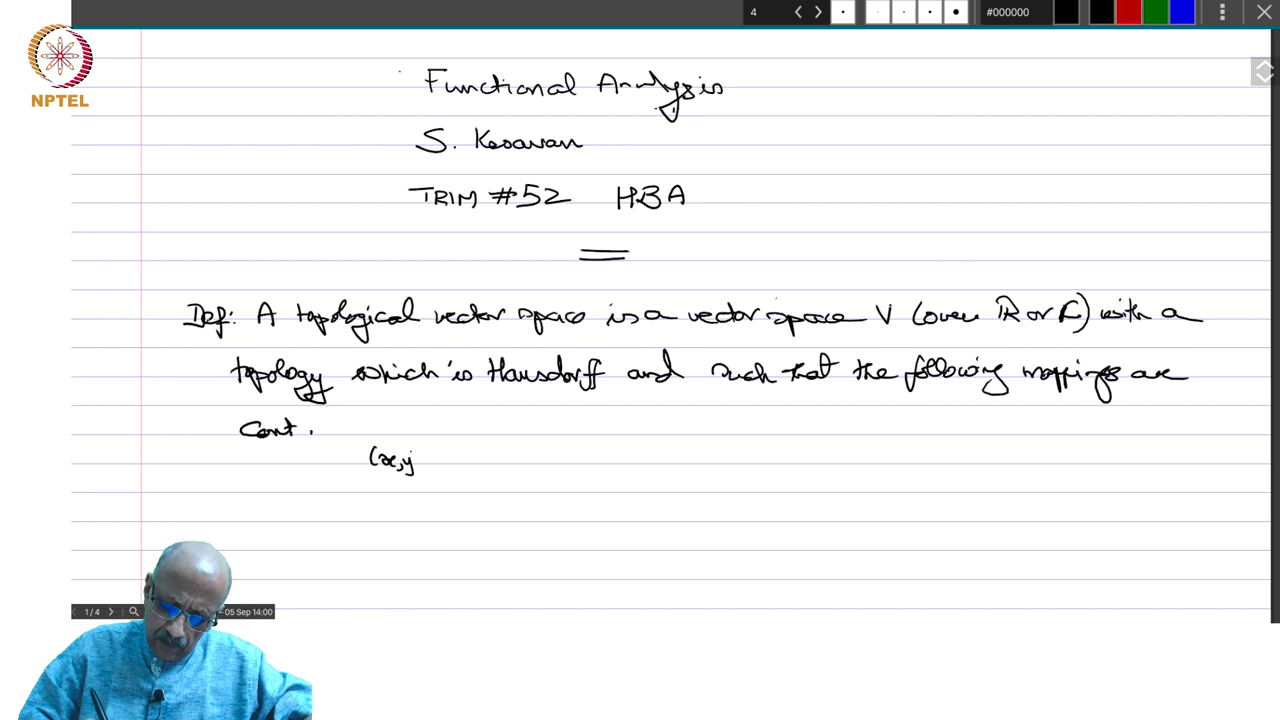 4
#000000
NPTEL
Functional Analysis
S. Kesavan
TRIM #52 HBA
Def: A topological vector space is a vector space V (over ℝ or ℂ) with a
topology which is Hausdorff and such that the following mappings are
cont.
(x,y
1/4
05 Sep 14:00